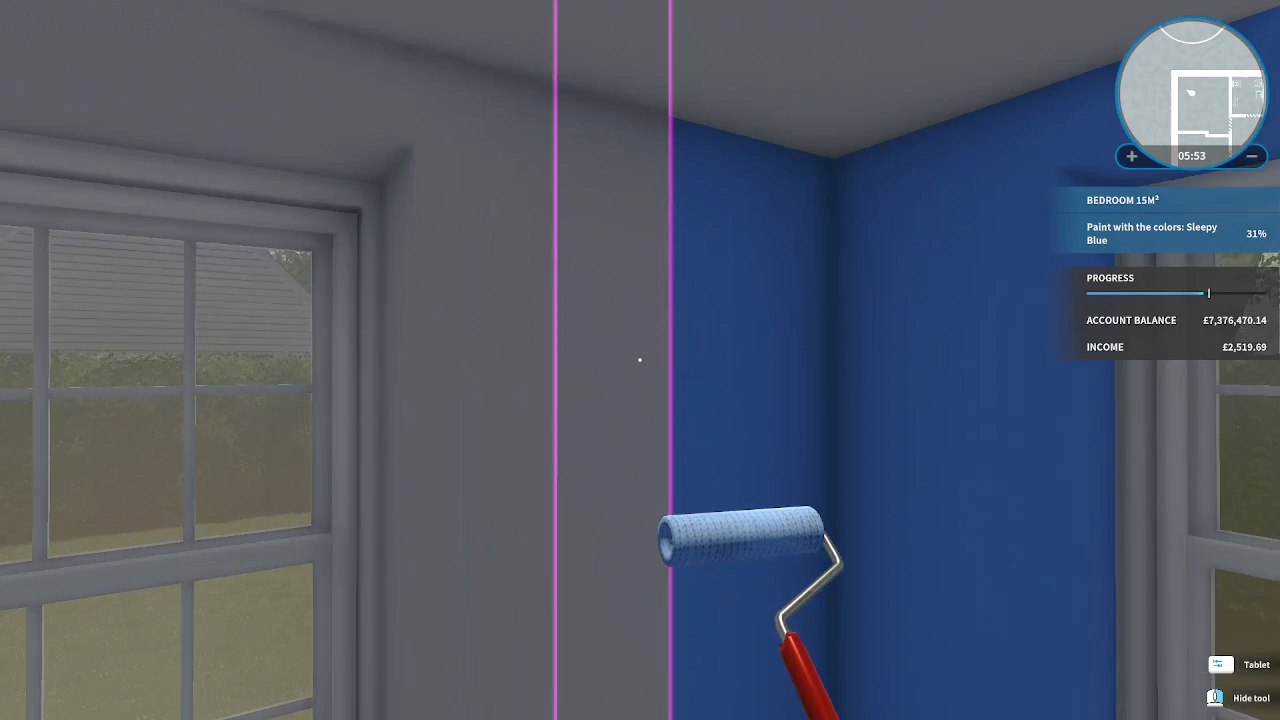 05:53
BEDROOM 15M²
Paint with the colors: Sleepy
Blue
31%
PROGRESS
ACCOUNT BALANCE £7,376,470.14
INCOME £2,519.69
Tablet
Hide tool